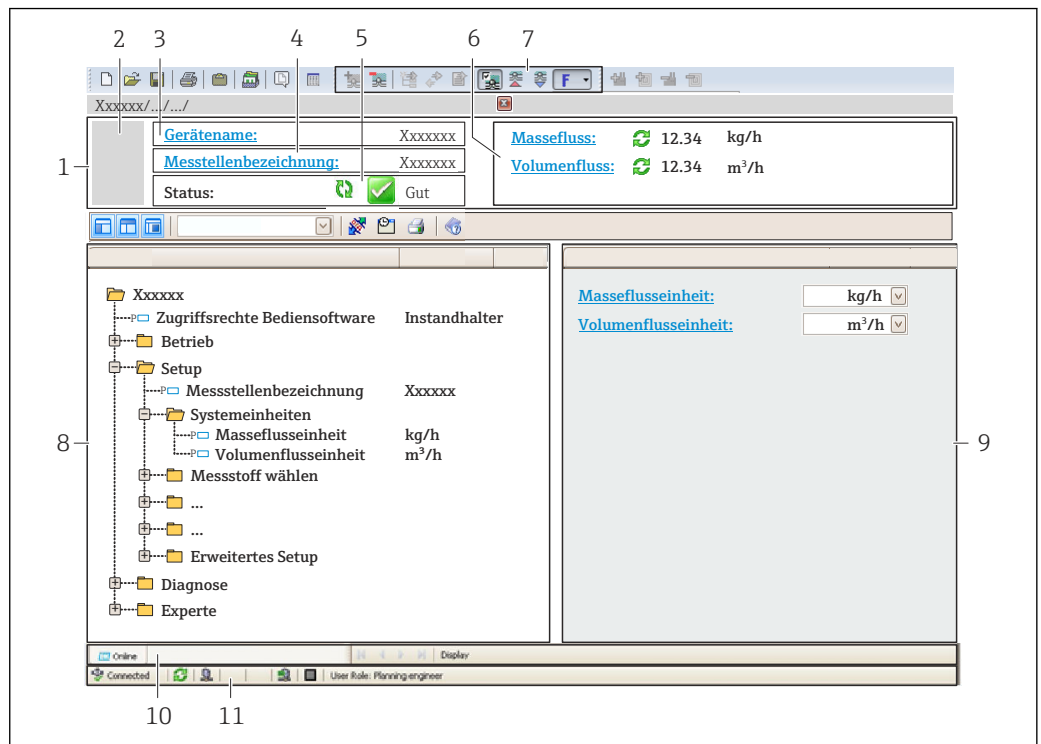 2 3 4 5 6 7
F
Xxxxxx/.../.../
1
Gerätename: Xxxxxxx
Messtellenbezeichnung: Xxxxxxx
Status: Gut
Massefluss: 12.34 kg/h
Volumenfluss: 12.34 m³/h
Xxxxxx
P Zugriffsrechte Bediensoftware Instandhalter
Betrieb
Setup
P Messstellenbezeichnung Xxxxxx
Systemeinheiten
P Masseflusseinheit kg/h
P Volumenflusseinheit m³/h
Messstoff wählen
...
...
Erweitertes Setup
Diagnose
Experte
Masseflusseinheit: kg/h
Volumenflusseinheit: m³/h
8
9
Online Display
Connected User Role: Planning engineer
10 11